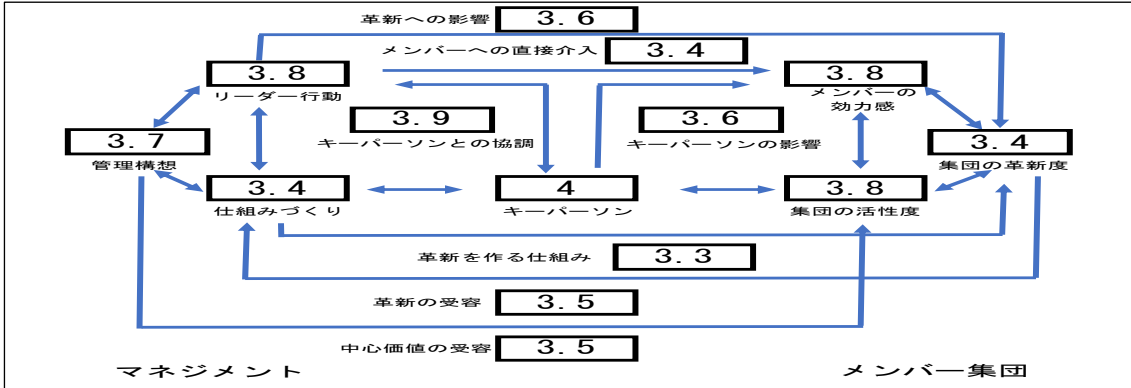 革新への影響 3.6
メンバーへの直接介入 3.4
3.8
リーダー行動
3.8
メンバーの
効力感
3.9
キーパーソンとの協調
3.6
キーパーソンの影響
3.7
管理構想
3.4
集団の革新度
3.4
仕組みづくり
4
キーパーソン
3.8
集団の活性度
革新を作る仕組み 3.3
革新の受容 3.5
中心価値の受容 3.5
マネジメント
メンバー集団